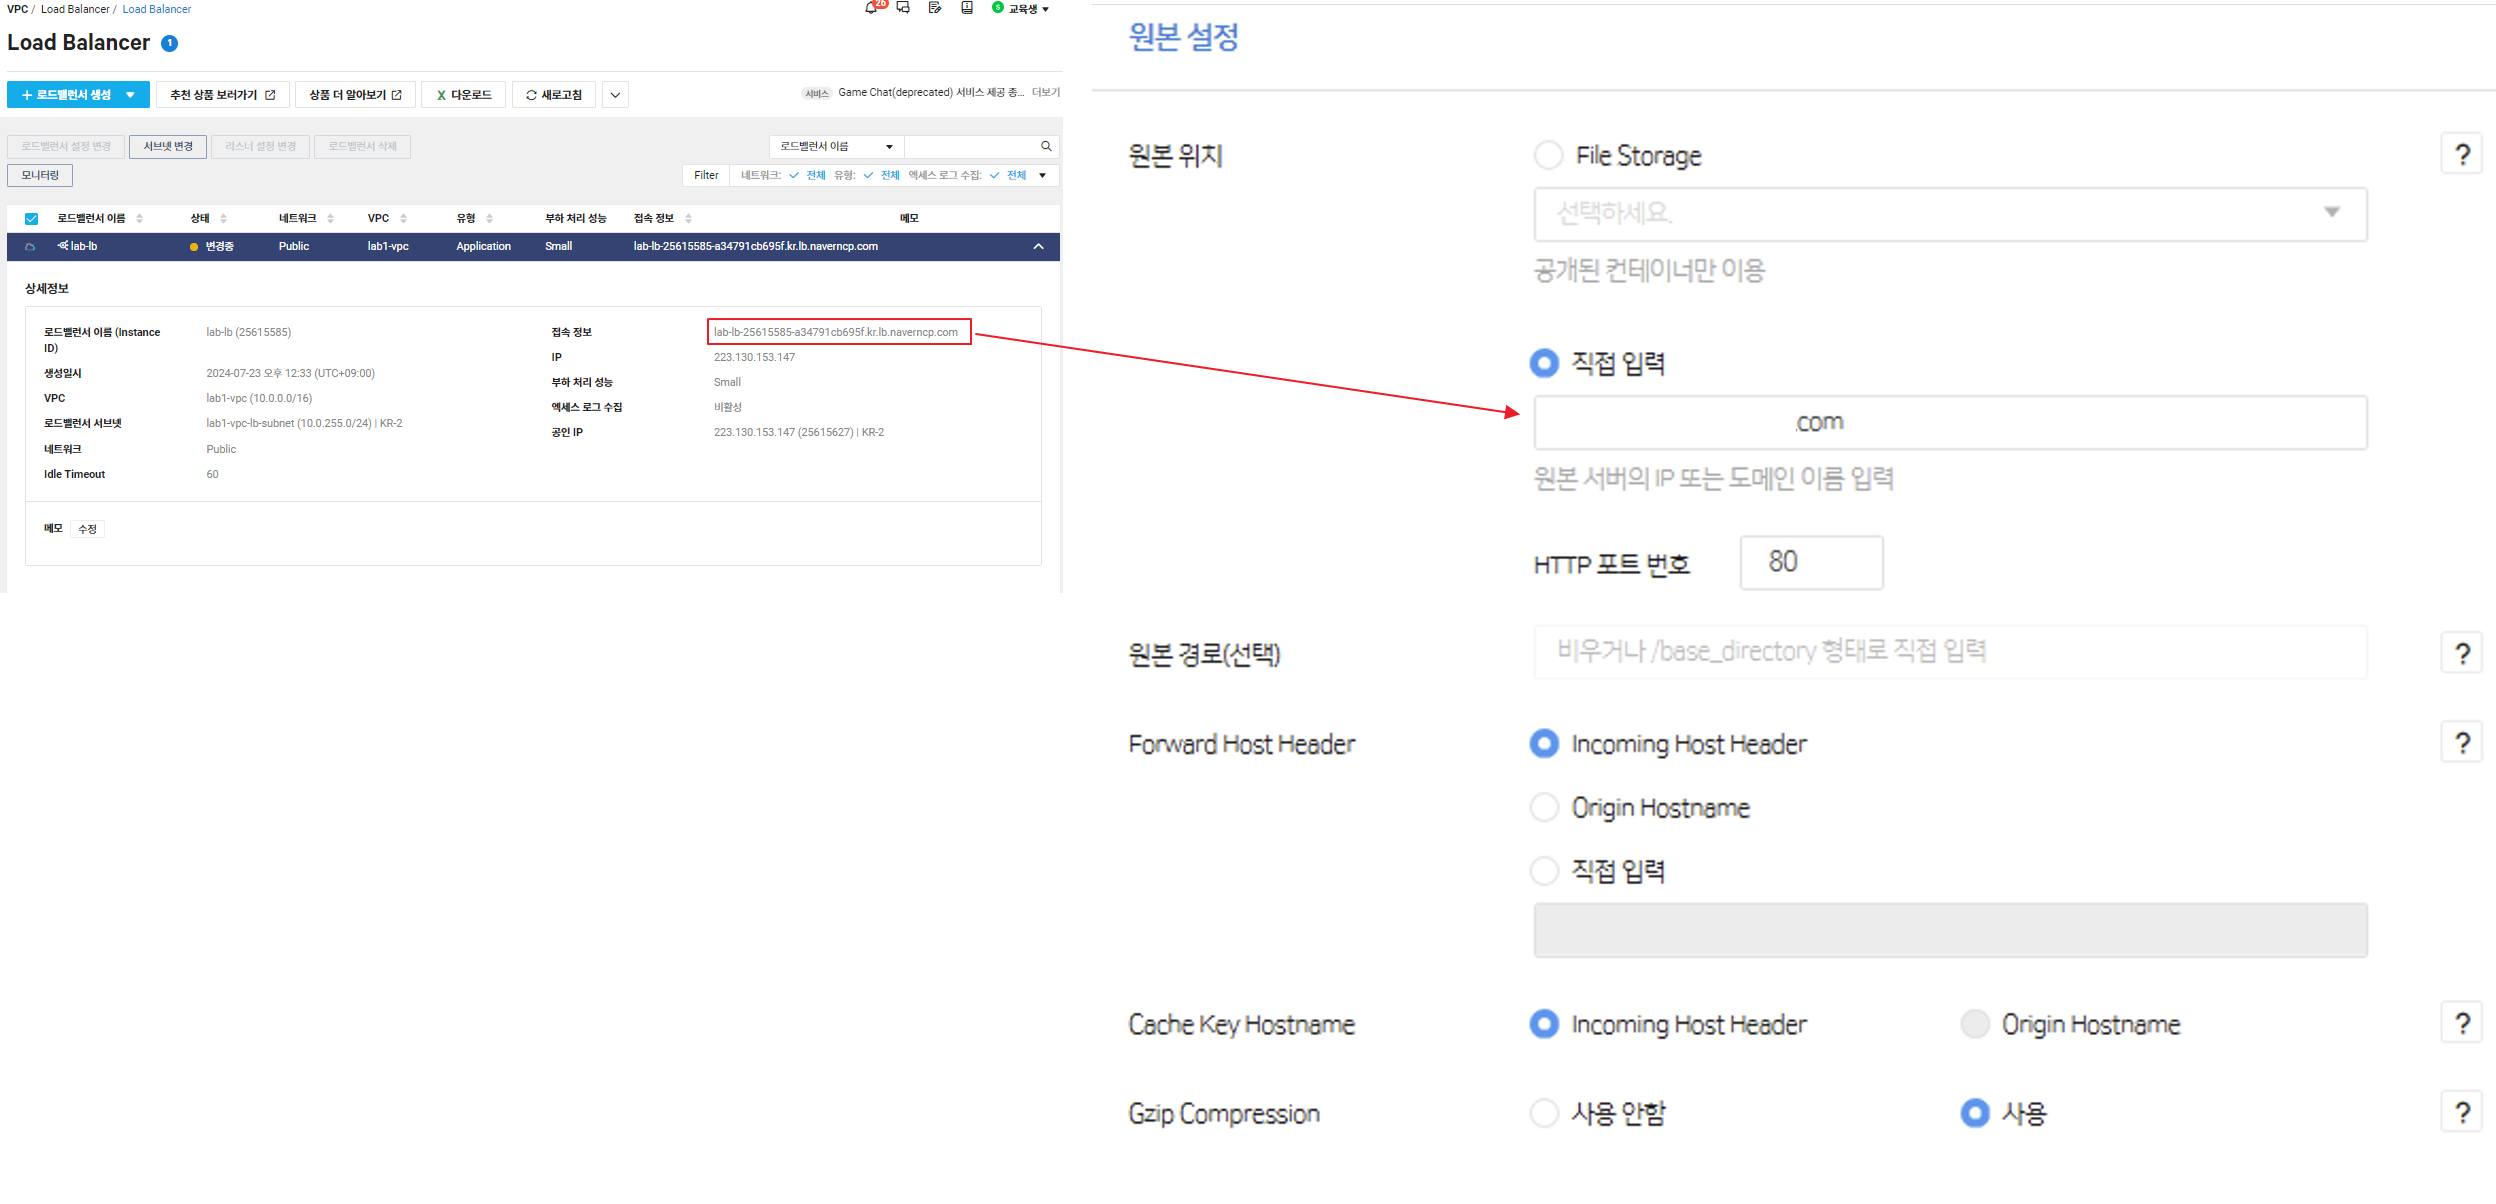 VPC / Load Balancer / Load Balancer
26
S 교육생
Load Balancer 1
+ 로드밸런서 생성
추천 상품 보러가기
상품 더 알아보기
X 다운로드
새로고침
서비스 Game Chat(deprecated) 서비스 제공 종... 더보기
로드밸런서 설정 변경
서브넷 변경
리스너 설정 변경
로드밸런서 삭제
로드밸런서 이름
모니터링
Filter 네트워크: 전체 유형: 전체 엑세스 로그 수집: 전체
로드밸런서 이름 상태 네트워크 VPC 유형 부하 처리 성능 접속 정보 메모
lab-lb 변경중 Public lab1-vpc Application Small lab-lb-25615585-a34791cb695f.kr.lb.naverncp.com
상세정보
로드밸런서 이름 (Instance ID) lab-lb (25615585)
생성일시 2024-07-23 오후 12:33 (UTC+09:00)
VPC lab1-vpc (10.0.0.0/16)
로드밸런서 서브넷 lab1-vpc-lb-subnet (10.0.255.0/24) | KR-2
네트워크 Public
Idle Timeout 60
접속 정보 lab-lb-25615585-a34791cb695f.kr.lb.naverncp.com
IP 223.130.153.147
부하 처리 성능 Small
엑세스 로그 수집 비활성
공인 IP 223.130.153.147 (25615627) | KR-2
메모 수정
원본 설정
원본 위치 File Storage ?
선택하세요.
공개된 컨테이너만 이용
직접 입력
.com
원본 서버의 IP 또는 도메인 이름 입력
HTTP 포트 번호 80
원본 경로(선택) 비우거나 /base_directory 형태로 직접 입력 ?
Forward Host Header Incoming Host Header ?
Origin Hostname
직접 입력
Cache Key Hostname Incoming Host Header Origin Hostname ?
Gzip Compression 사용 안함 사용 ?